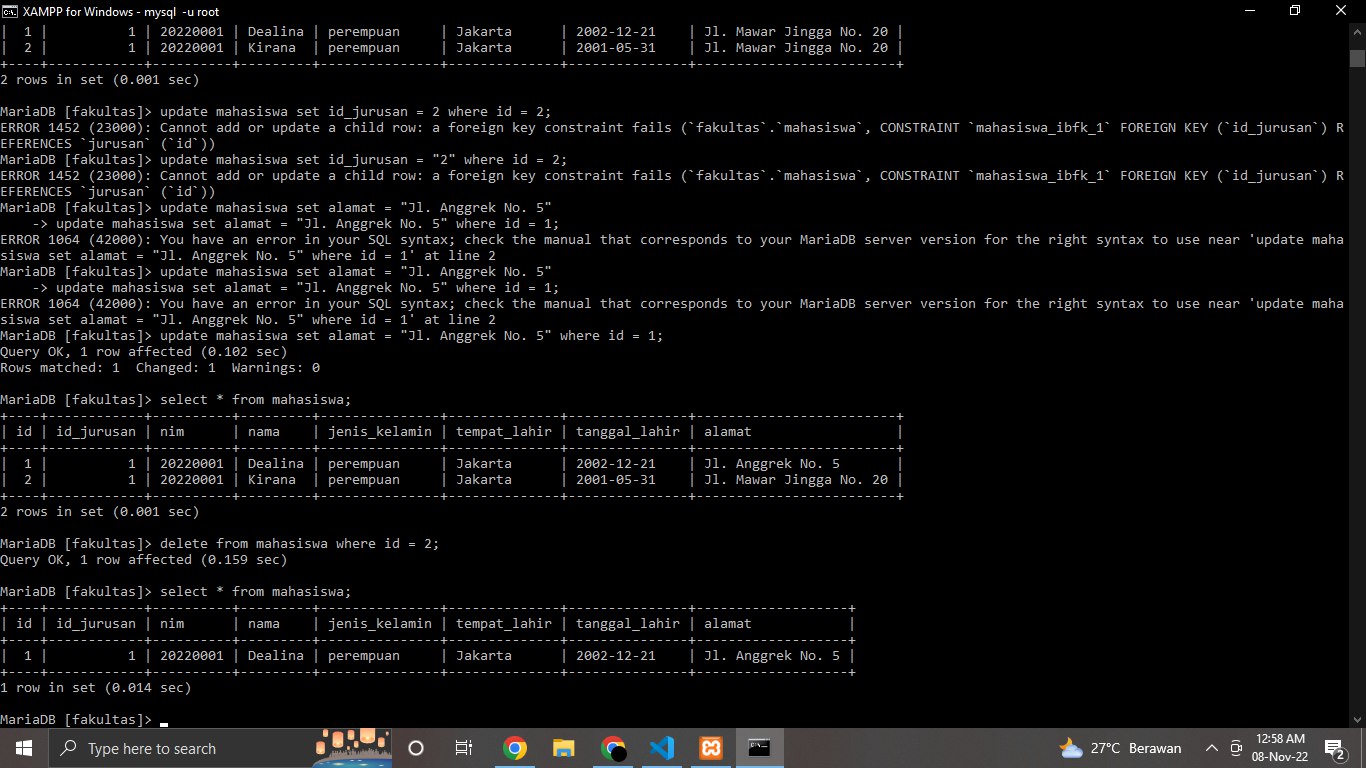 XAMPP for Windows - mysql  -u root
|  1 |           1 | 20220001 | Dealina | perempuan     | Jakarta      | 2002-12-21    | Jl. Mawar Jingga No. 20 |
|  2 |           1 | 20220001 | Kirana  | perempuan     | Jakarta      | 2001-05-31    | Jl. Mawar Jingga No. 20 |
+----+------------+----------+---------+---------------+--------------+---------------+-------------------------+
2 rows in set (0.001 sec)
MariaDB [fakultas]> update mahasiswa set id_jurusan = 2 where id = 2;
ERROR 1452 (23000): Cannot add or update a child row: a foreign key constraint fails (`fakultas`.`mahasiswa`, CONSTRAINT `mahasiswa_ibfk_1` FOREIGN KEY (`id_jurusan`) R
EFERENCES `jurusan` (`id`))
MariaDB [fakultas]> update mahasiswa set id_jurusan = "2" where id = 2;
ERROR 1452 (23000): Cannot add or update a child row: a foreign key constraint fails (`fakultas`.`mahasiswa`, CONSTRAINT `mahasiswa_ibfk_1` FOREIGN KEY (`id_jurusan`) R
EFERENCES `jurusan` (`id`))
MariaDB [fakultas]> update mahasiswa set alamat = "Jl. Anggrek No. 5"
    -> update mahasiswa set alamat = "Jl. Anggrek No. 5" where id = 1;
ERROR 1064 (42000): You have an error in your SQL syntax; check the manual that corresponds to your MariaDB server version for the right syntax to use near 'update maha
siswa set alamat = "Jl. Anggrek No. 5" where id = 1' at line 2
MariaDB [fakultas]> update mahasiswa set alamat = "Jl. Anggrek No. 5"
    -> update mahasiswa set alamat = "Jl. Anggrek No. 5" where id = 1;
ERROR 1064 (42000): You have an error in your SQL syntax; check the manual that corresponds to your MariaDB server version for the right syntax to use near 'update maha
siswa set alamat = "Jl. Anggrek No. 5" where id = 1' at line 2
MariaDB [fakultas]> update mahasiswa set alamat = "Jl. Anggrek No. 5" where id = 1;
Query OK, 1 row affected (0.102 sec)
Rows matched: 1  Changed: 1  Warnings: 0
MariaDB [fakultas]> select * from mahasiswa;
+----+------------+----------+---------+---------------+--------------+---------------+-------------------------+
| id | id_jurusan | nim      | nama    | jenis_kelamin | tempat_lahir | tanggal_lahir | alamat                  |
+----+------------+----------+---------+---------------+--------------+---------------+-------------------------+
|  1 |          1 | 20220001 | Dealina | perempuan     | Jakarta      | 2002-12-21    | Jl. Anggrek No. 5       |
|  2 |          1 | 20220001 | Kirana  | perempuan     | Jakarta      | 2001-05-31    | Jl. Mawar Jingga No. 20 |
+----+------------+----------+---------+---------------+--------------+---------------+-------------------------+
2 rows in set (0.001 sec)
MariaDB [fakultas]> delete from mahasiswa where id = 2;
Query OK, 1 row affected (0.159 sec)
MariaDB [fakultas]> select * from mahasiswa;
+----+------------+----------+---------+---------------+--------------+---------------+-------------------+
| id | id_jurusan | nim      | nama    | jenis_kelamin | tempat_lahir | tanggal_lahir | alamat            |
+----+------------+----------+---------+---------------+--------------+---------------+-------------------+
|  1 |          1 | 20220001 | Dealina | perempuan     | Jakarta      | 2002-12-21    | Jl. Anggrek No. 5 |
+----+------------+----------+---------+---------------+--------------+---------------+-------------------+
1 row in set (0.014 sec)
MariaDB [fakultas]>
Type here to search
27°C  Berawan
12:58 AM
08-Nov-22
2